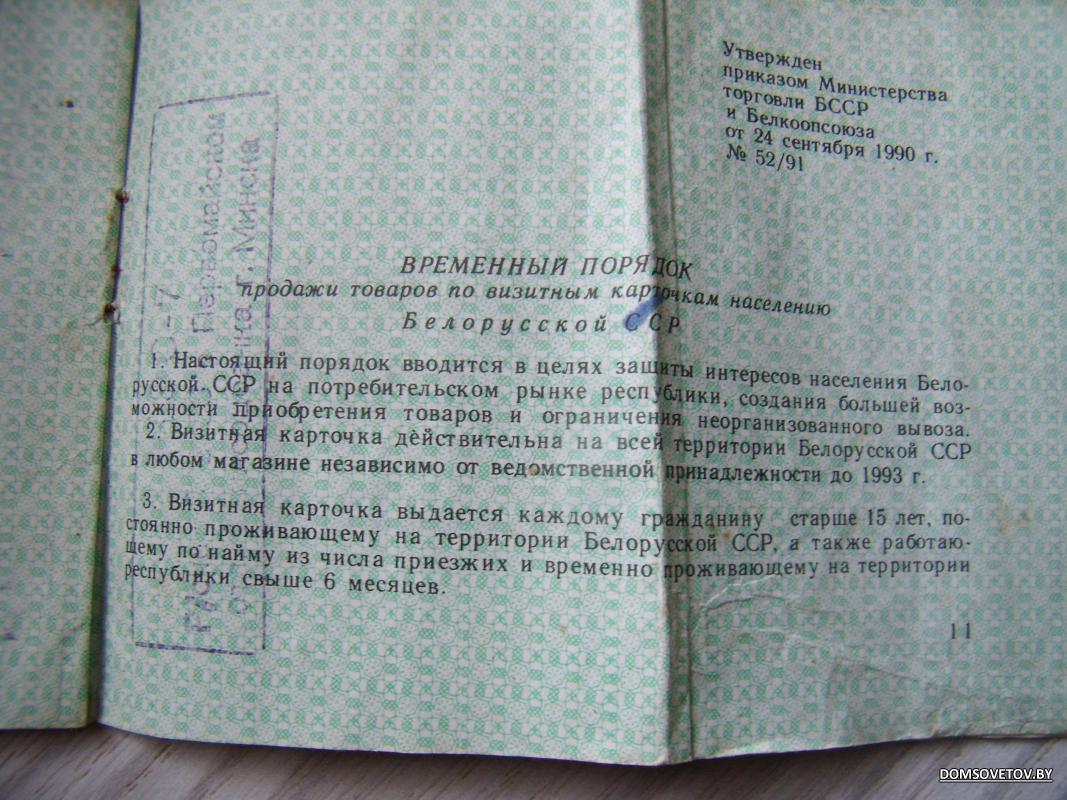 Утвержден
приказом Министерства
торговли БССР
и Белкоопсоюза
от 24 сентября 1990 г.
№ 52/91
ВРЕМЕННЫЙ ПОРЯДОК
продажи товаров по визитным карточкам населению
Белорусской ССР
1. Настоящий порядок вводится в целях защиты интересов населения Бело-
русской ССР на потребительском рынке республики, создания большей воз-
можности приобретения товаров и ограничения неорганизованного вывоза.
2. Визитная карточка действительна на всей территории Белорусской ССР
в любом магазине независимо от ведомственной принадлежности до 1993 г.
3. Визитная карточка выдается каждому гражданину старше 15 лет, по-
стоянно проживающему на территории Белорусской ССР, а также работаю-
щему по найму из числа приезжих и временно проживающему на территории
республики свыше 6 месяцев.
11
Первомайском
г. Минска
DOMSOVETOV.BY